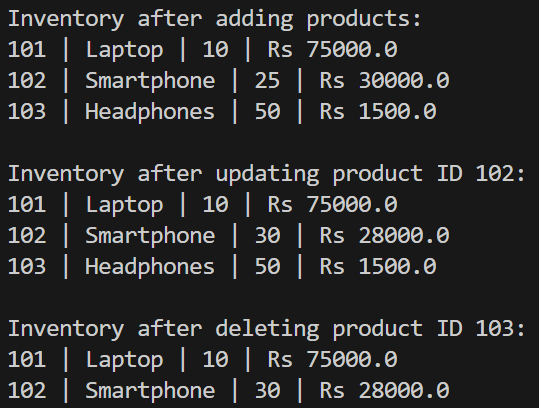 Inventory after adding products:
101 | Laptop | 10 | Rs 75000.0
102 | Smartphone | 25 | Rs 30000.0
103 | Headphones | 50 | Rs 1500.0

Inventory after updating product ID 102:
101 | Laptop | 10 | Rs 75000.0
102 | Smartphone | 30 | Rs 28000.0
103 | Headphones | 50 | Rs 1500.0

Inventory after deleting product ID 103:
101 | Laptop | 10 | Rs 75000.0
102 | Smartphone | 30 | Rs 28000.0